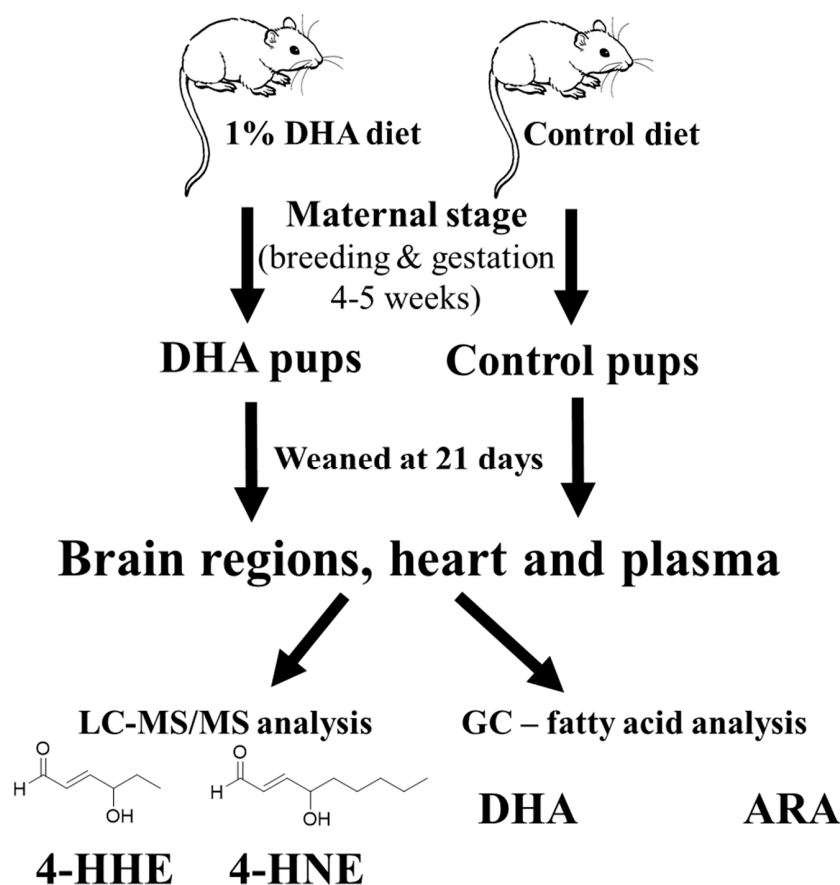 1% DHA diet
Control diet
Maternal stage
(breeding & gestation
4-5 weeks)
DHA pups
Control pups
Weaned at 21 days
Brain regions, heart and plasma
LC-MS/MS analysis
GC – fatty acid analysis
O
H
OH
O
H
OH
DHA
ARA
4-HHE
4-HNE